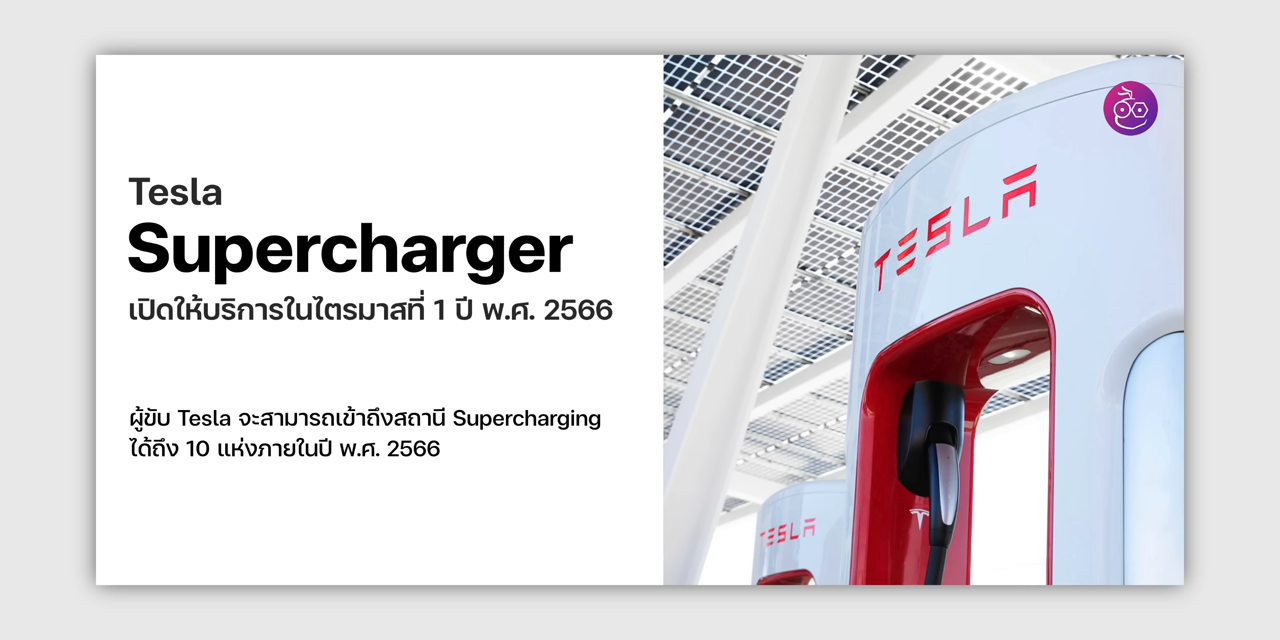 Tesla
Supercharger
เปิดให้บริการในไตรมาสที่ 1 ปี พ.ศ. 2566
ผู้ขับ Tesla จะสามารถเข้าถึงสถานี Supercharging
ได้ถึง 10 แห่งภายในปี พ.ศ. 2566
TESLA
TESLA